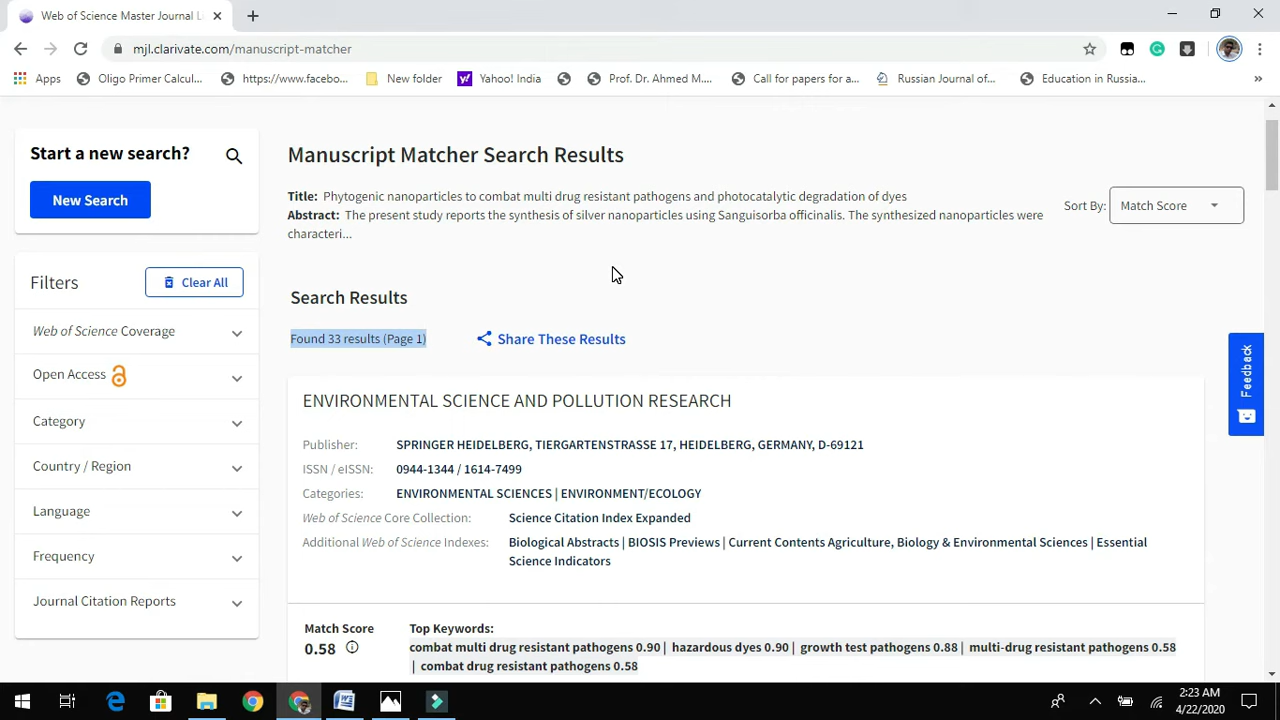 Web of Science Master Journal L
mjl.clarivate.com/manuscript-matcher
Apps
Oligo Primer Calcul...
https://www.facebo...
New folder
Yahoo! India
Prof. Dr. Ahmed M....
Call for papers for a...
Russian Journal of...
Education in Russia...
»
Start a new search?
New Search
Manuscript Matcher Search Results
Title: Phytogenic nanoparticles to combat multi drug resistant pathogens and photocatalytic degradation of dyes
Abstract: The present study reports the synthesis of silver nanoparticles using Sanguisorba officinalis. The synthesized nanoparticles were
characteri...
Sort By: Match Score
Filters
Clear All
Web of Science Coverage
Open Access
Category
Country / Region
Language
Frequency
Journal Citation Reports
Search Results
Found 33 results (Page 1)
Share These Results
Feedback
ENVIRONMENTAL SCIENCE AND POLLUTION RESEARCH
Publisher: SPRINGER HEIDELBERG, TIERGARTENSTRASSE 17, HEIDELBERG, GERMANY, D-69121
ISSN / eISSN: 0944-1344 / 1614-7499
Categories: ENVIRONMENTAL SCIENCES | ENVIRONMENT/ECOLOGY
Web of Science Core Collection: Science Citation Index Expanded
Additional Web of Science Indexes: Biological Abstracts | BIOSIS Previews | Current Contents Agriculture, Biology & Environmental Sciences | Essential
Science Indicators
Match Score
0.58
Top Keywords:
combat multi drug resistant pathogens 0.90 | hazardous dyes 0.90 | growth test pathogens 0.88 | multi-drug resistant pathogens 0.58
| combat drug resistant pathogens 0.58
2:23 AM
4/22/2020